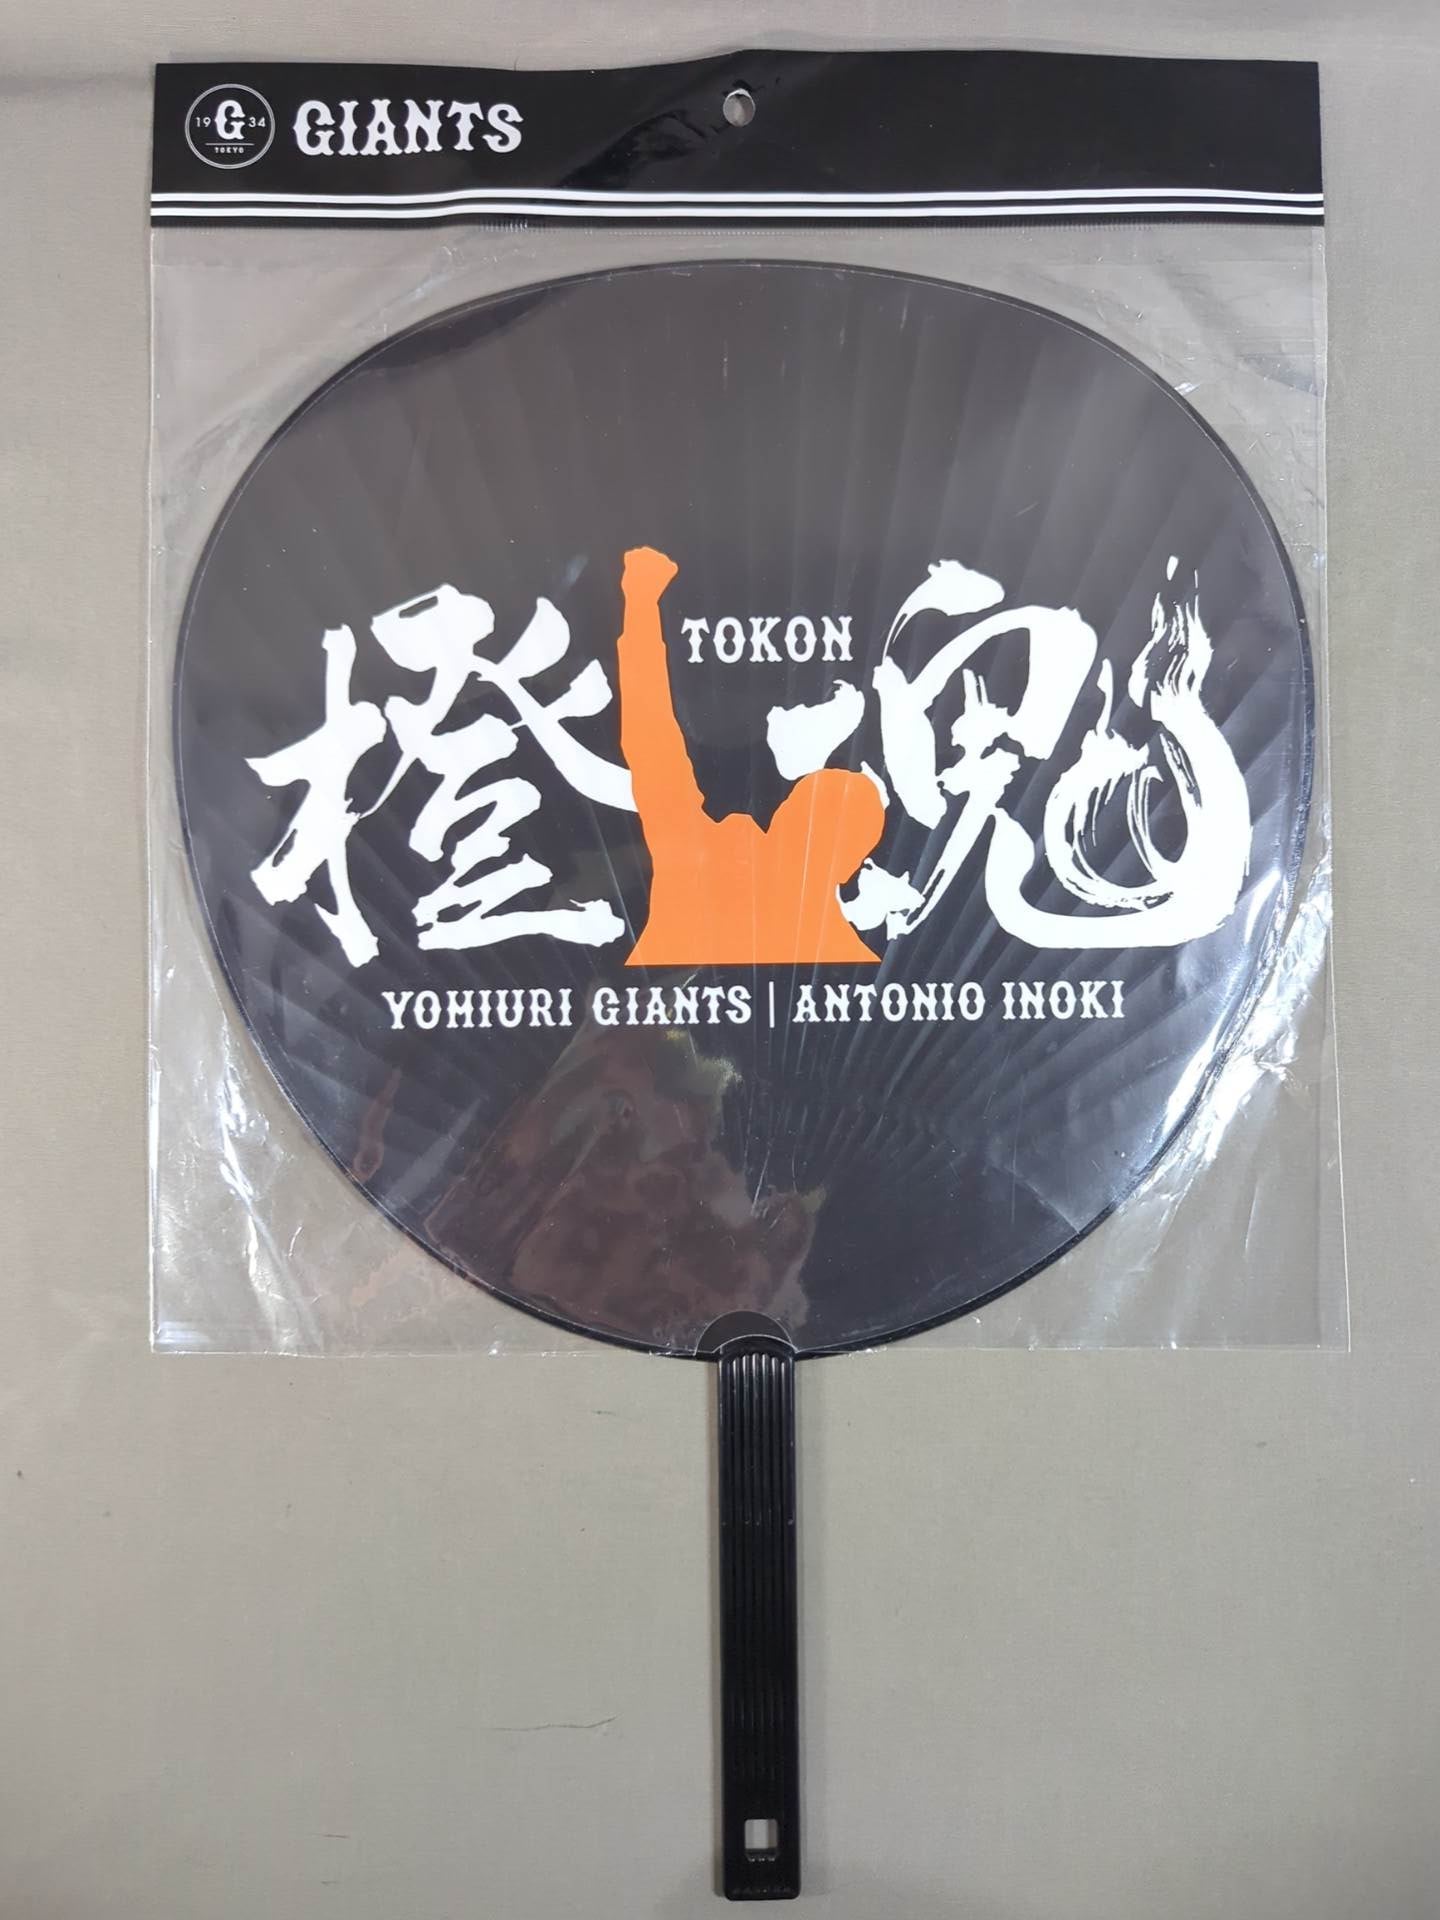 19 G 34
TOKYO
GIANTS
TOKON
橙魂
YOMIURI GIANTS | ANTONIO INOKI